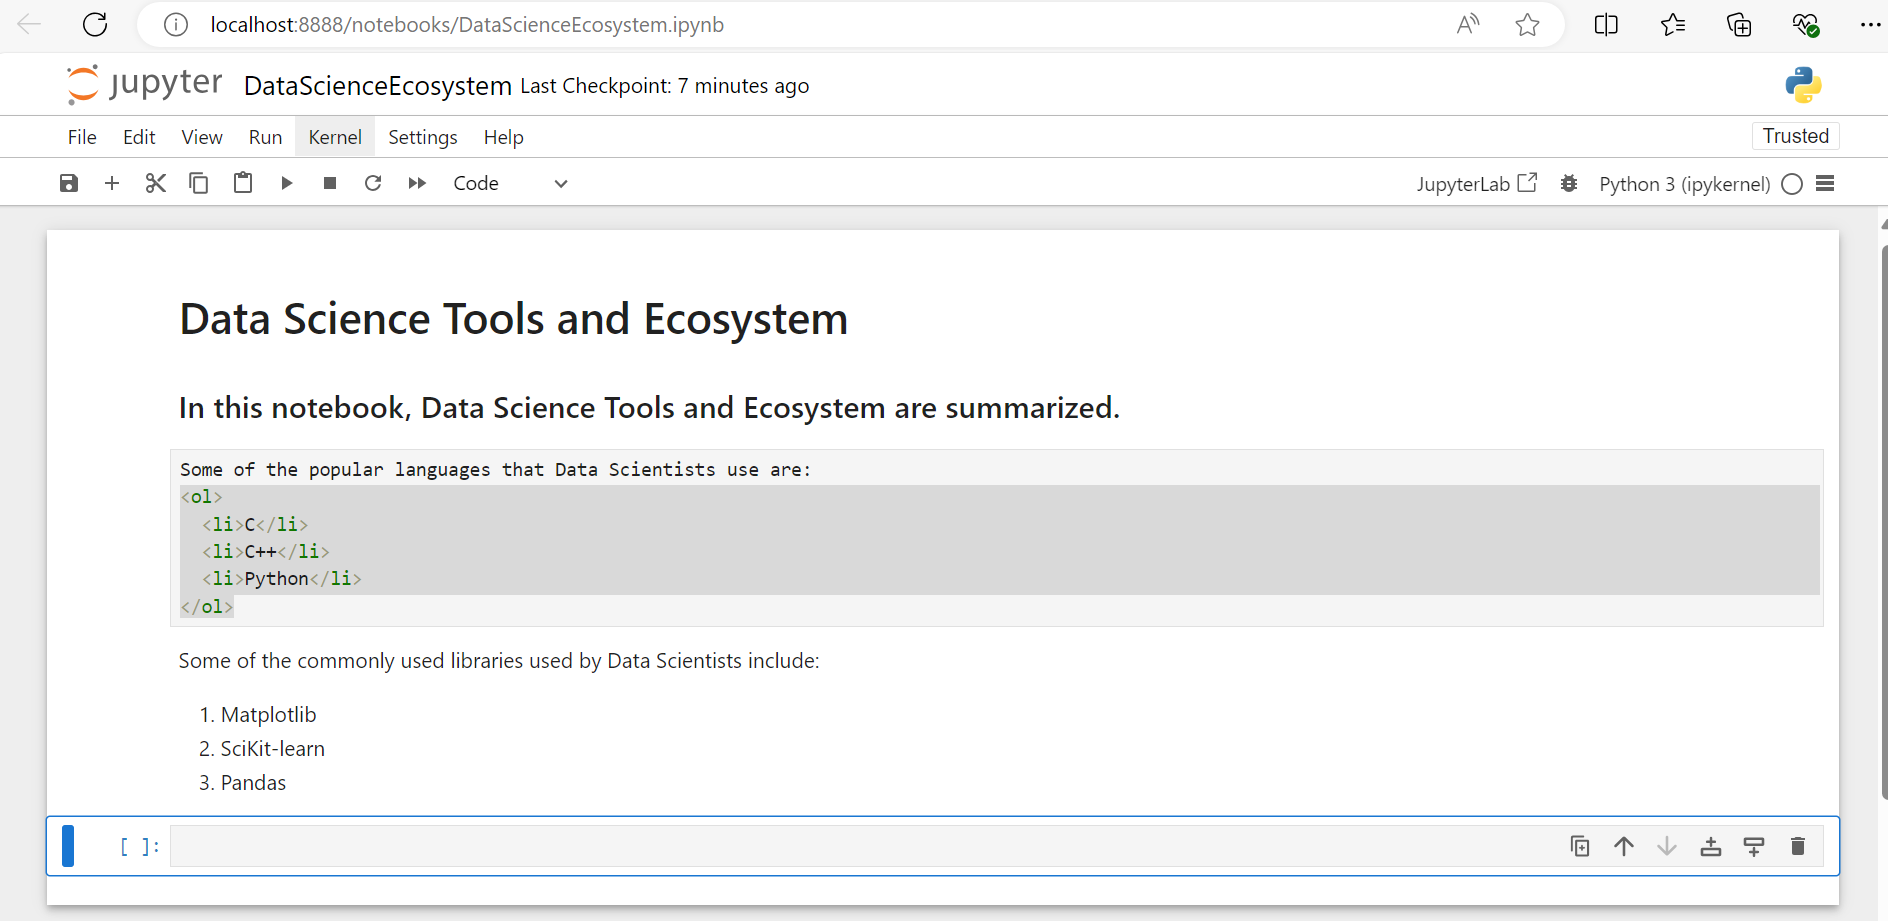 localhost:8888/notebooks/DataScienceEcosystem.ipynb
jupyter DataScienceEcosystem Last Checkpoint: 7 minutes ago
File Edit View Run Kernel Settings Help Trusted
Code JupyterLab Python 3 (ipykernel)
Data Science Tools and Ecosystem
In this notebook, Data Science Tools and Ecosystem are summarized.
Some of the popular languages that Data Scientists use are:
<ol>
  <li>C</li>
  <li>C++</li>
  <li>Python</li>
</ol>
Some of the commonly used libraries used by Data Scientists include:
1. Matplotlib
2. SciKit-learn
3. Pandas
[ ]: